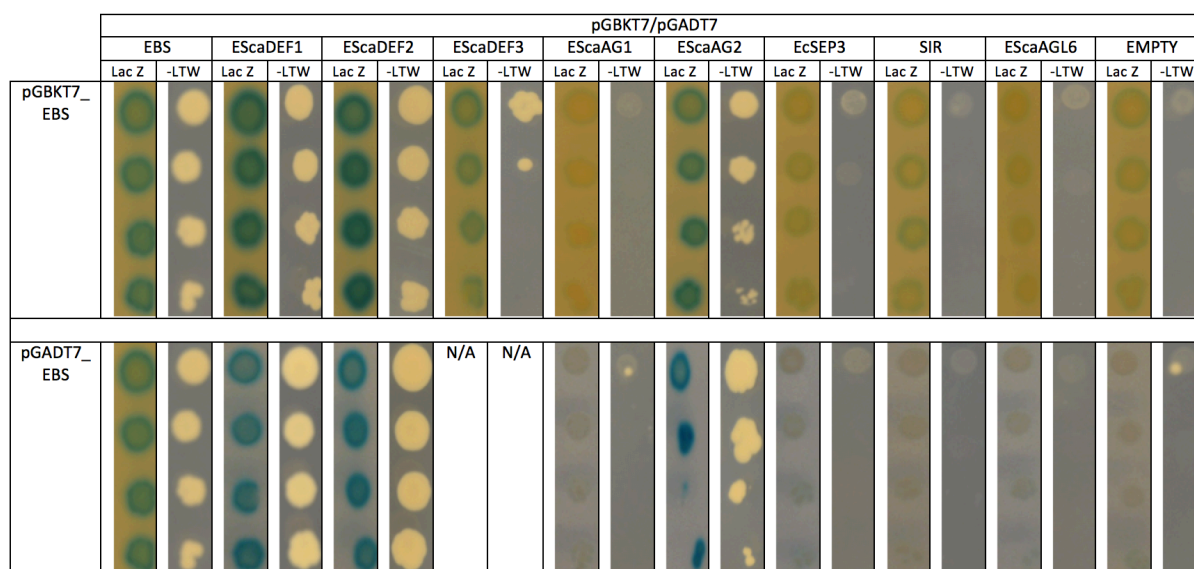 pGBKT7/pGADT7
EBS EScaDEF1 EScaDEF2 EScaDEF3 EScaAG1 EScaAG2 EcSEP3 SIR EScaAGL6 EMPTY
Lac Z -LTW Lac Z -LTW Lac Z -LTW Lac Z -LTW Lac Z -LTW Lac Z -LTW Lac Z -LTW Lac Z -LTW Lac Z -LTW Lac Z -LTW
pGBKT7_
EBS
pGADT7_
EBS
N/A N/A